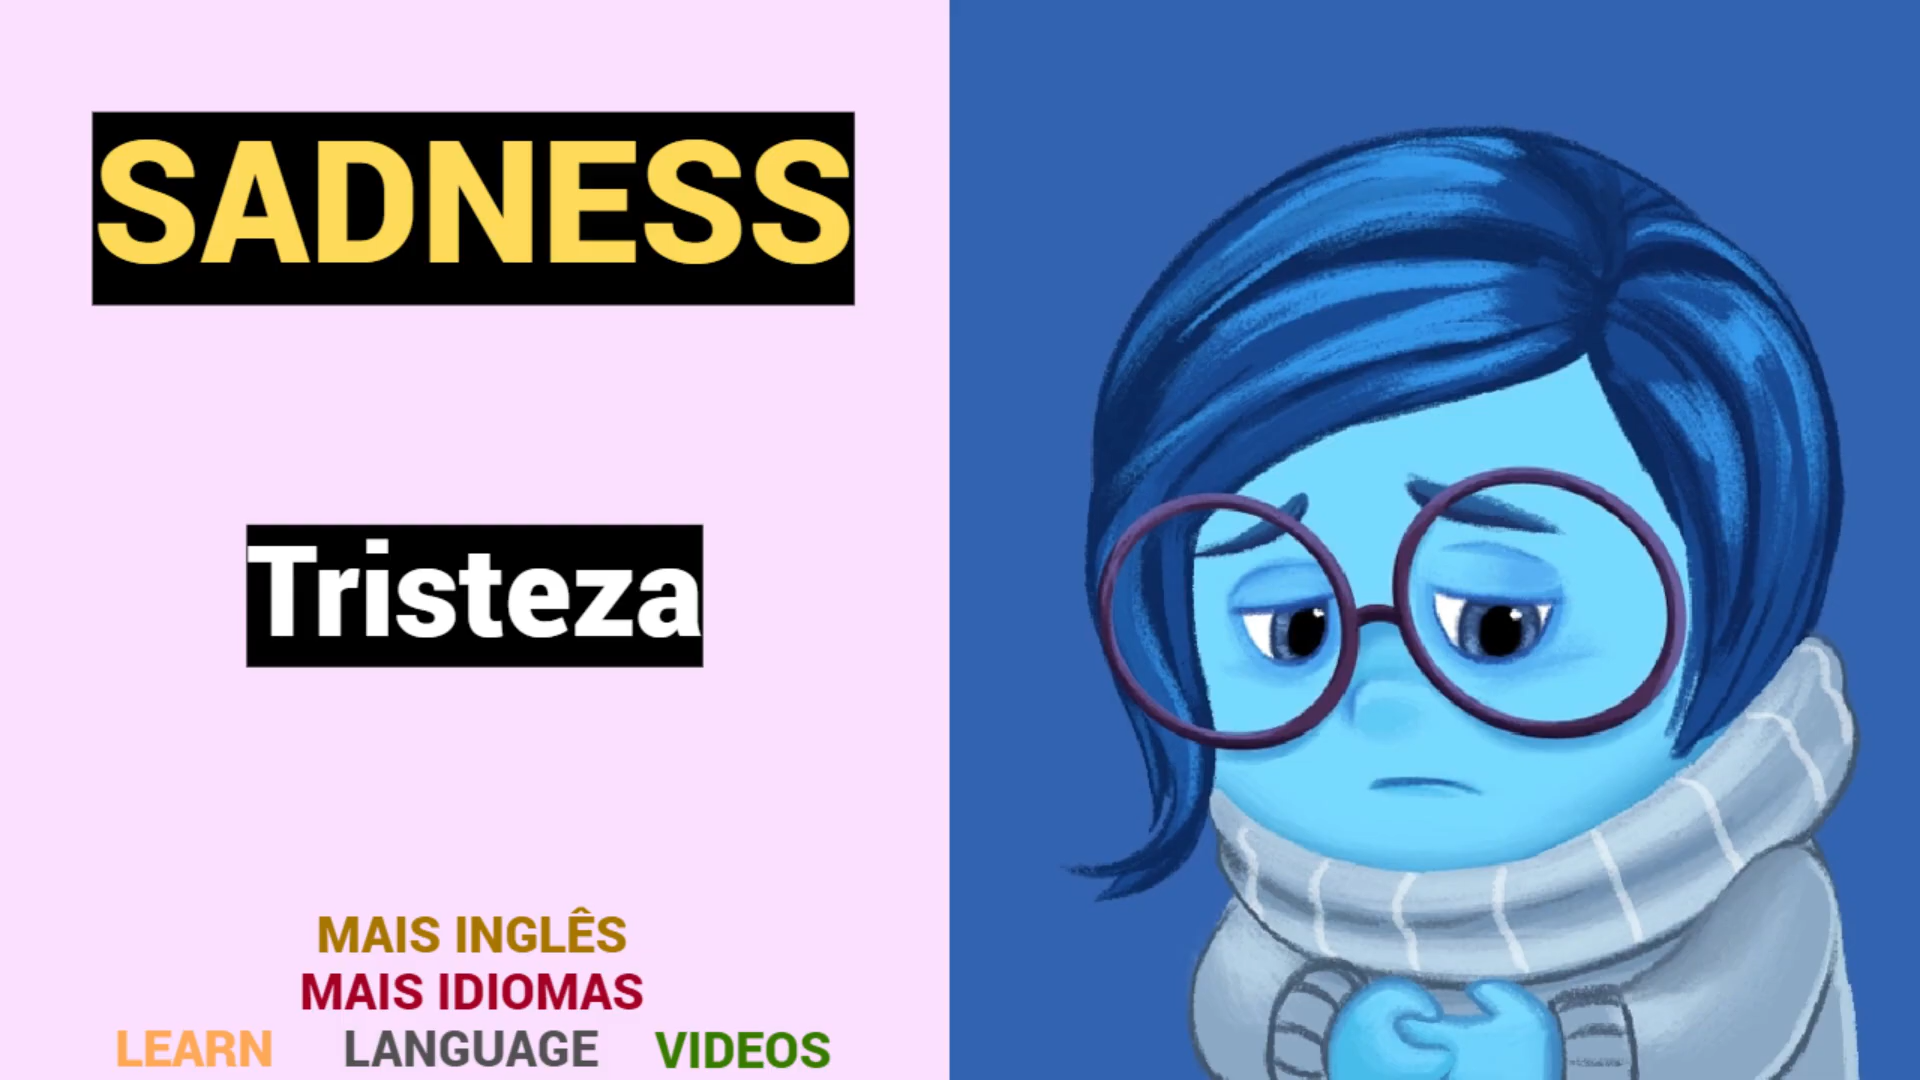 SADNESS
Tristeza
MAIS INGLÊS
MAIS IDIOMAS
LEARN LANGUAGE VIDEOS